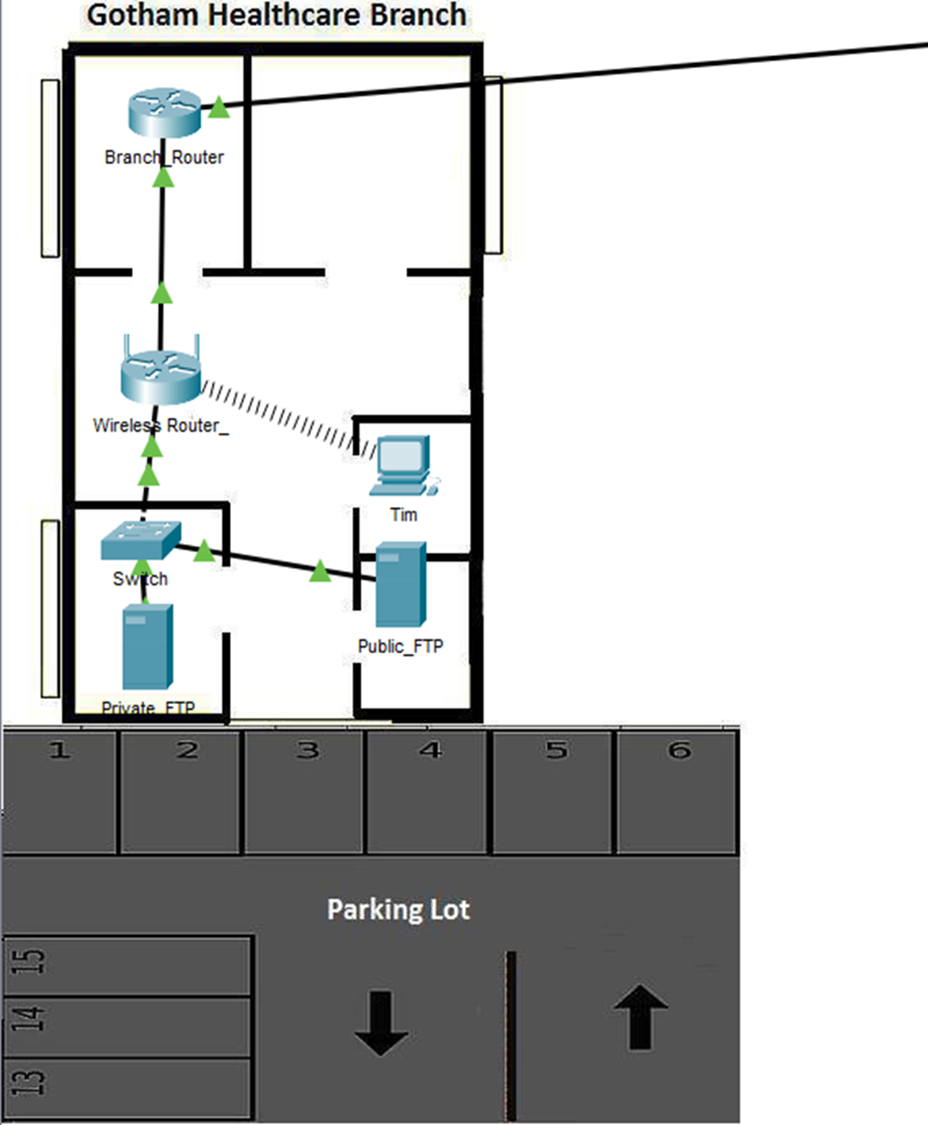 Gotham Healthcare Branch
Branch_Router
Wireless Router_
Tim
Switch
Public_FTP
Private_FTP
1 2 3 4 5 6
Parking Lot
15
14
13